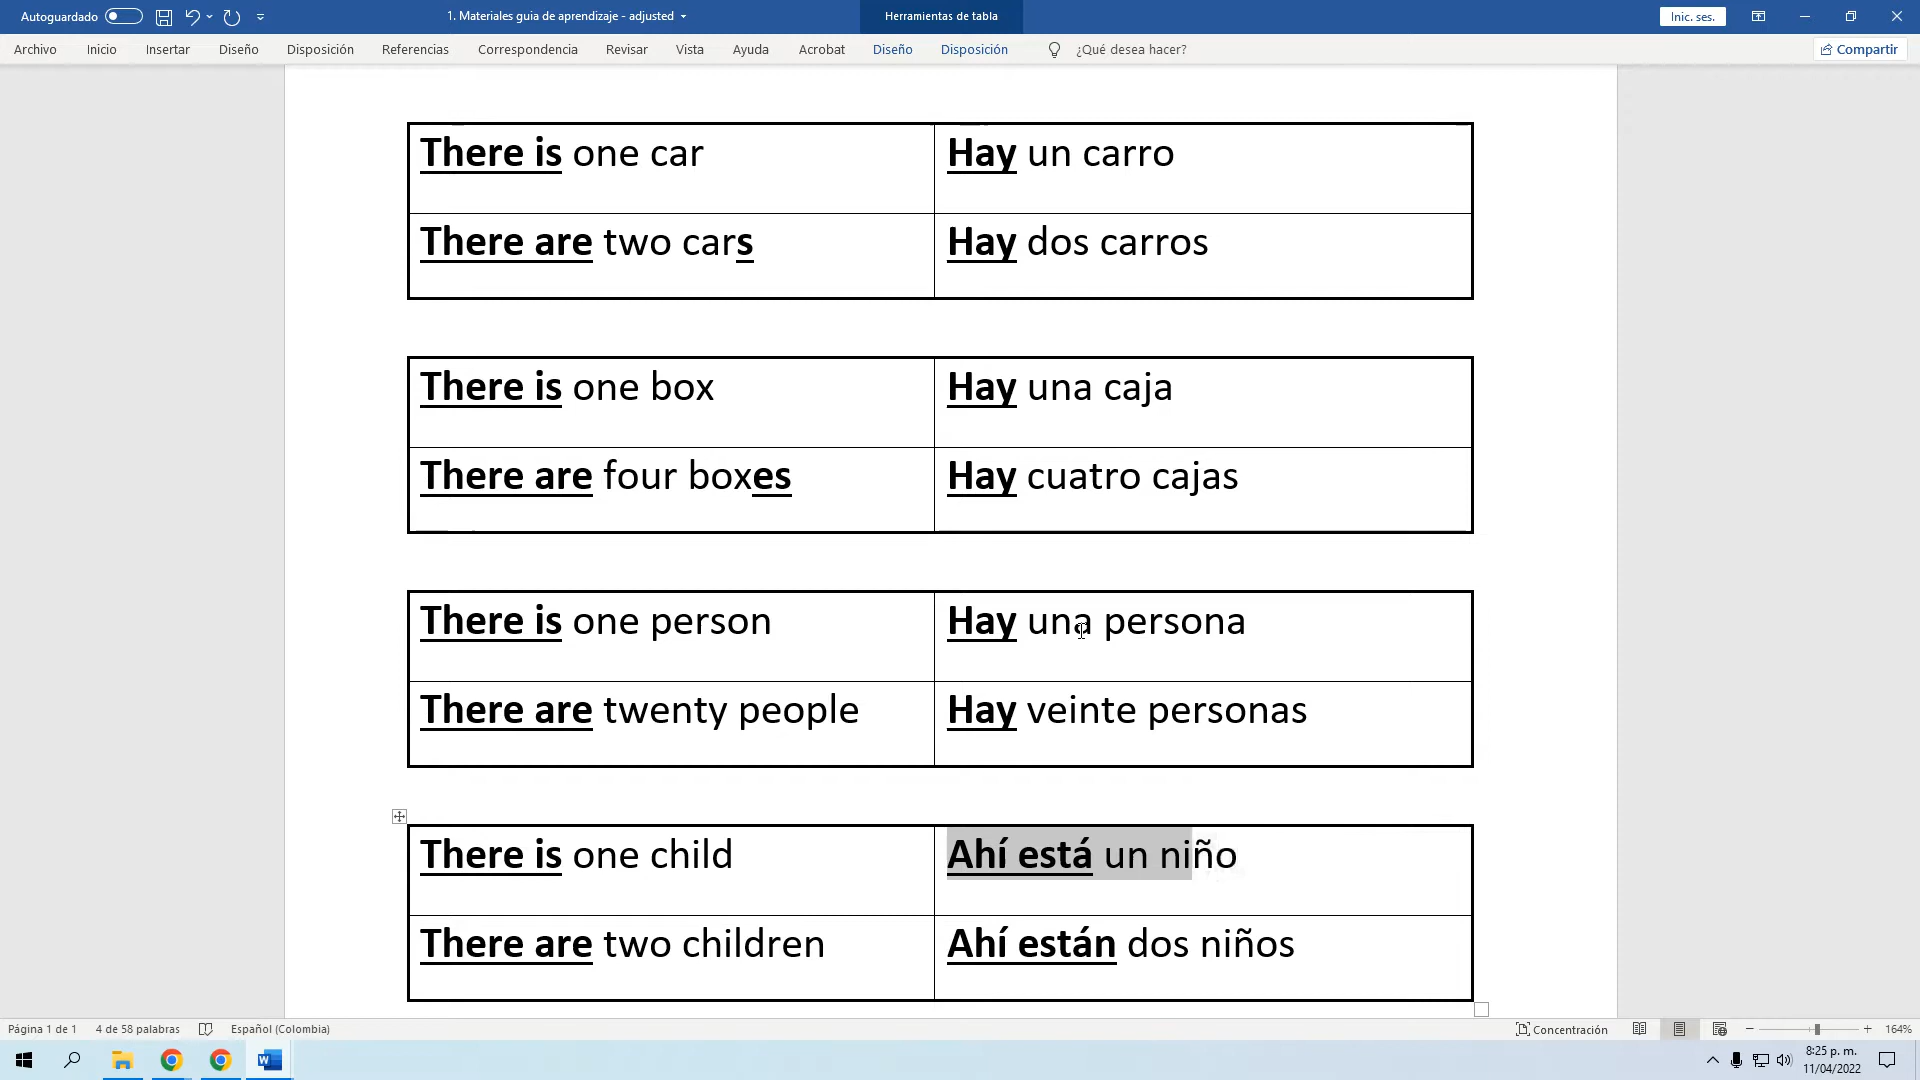 Autoguardado
1. Materiales guia de aprendizaje - adjusted
Herramientas de tabla
Inic. ses.
Archivo Inicio Insertar Diseño Disposición Referencias Correspondencia Revisar Vista Ayuda Acrobat Diseño Disposición ¿Qué desea hacer? Compartir
There is one car Hay un carro
There are two cars Hay dos carros
There is one box Hay una caja
There are four boxes Hay cuatro cajas
There is one person Hay una persona
There are twenty people Hay veinte personas
There is one child Ahí está un niño
There are two children Ahí están dos niños
Página 1 de 1 4 de 58 palabras Español (Colombia) Concentración 164%
8:25 p. m.
11/04/2022